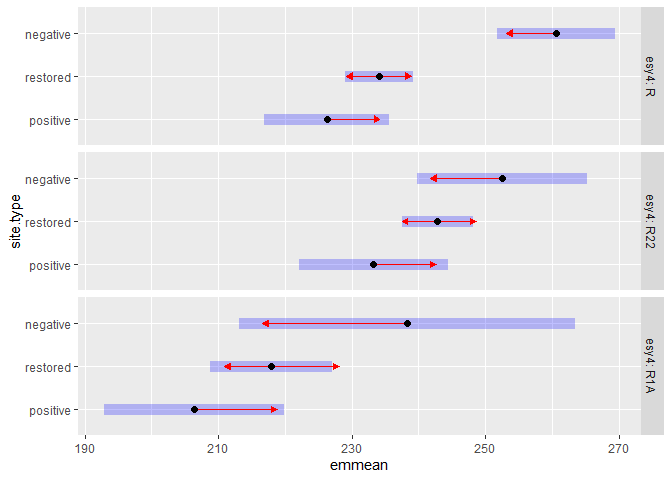 negative
restored
positive
esy4: R
negative
restored
positive
esy4: R22
negative
restored
positive
esy4: R1A
site.type
190
210
230
250
270
emmean